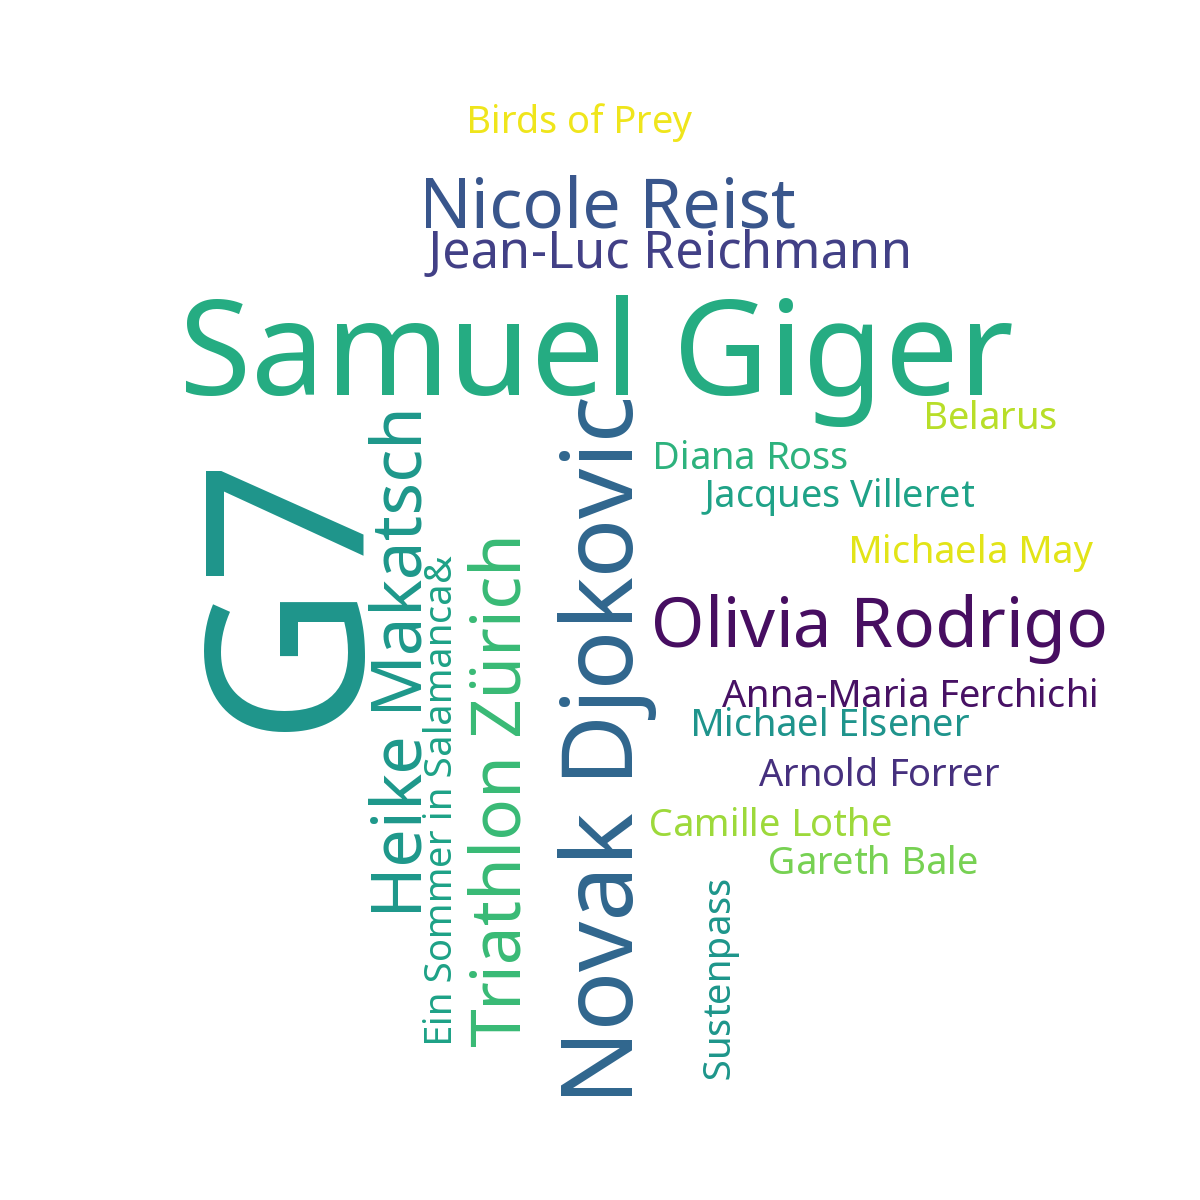 Birds of Prey
Nicole Reist
Jean-Luc Reichmann
Samuel Giger
Belarus
Diana Ross
Jacques Villeret
Michaela May
Olivia Rodrigo
Anna-Maria Ferchichi
Michael Elsener
Arnold Forrer
Camille Lothe
Gareth Bale
G7
Heike Makatsch
Ein Sommer in Salamanca&
Triathlon Zürich
Novak Djokovic
Sustenpass